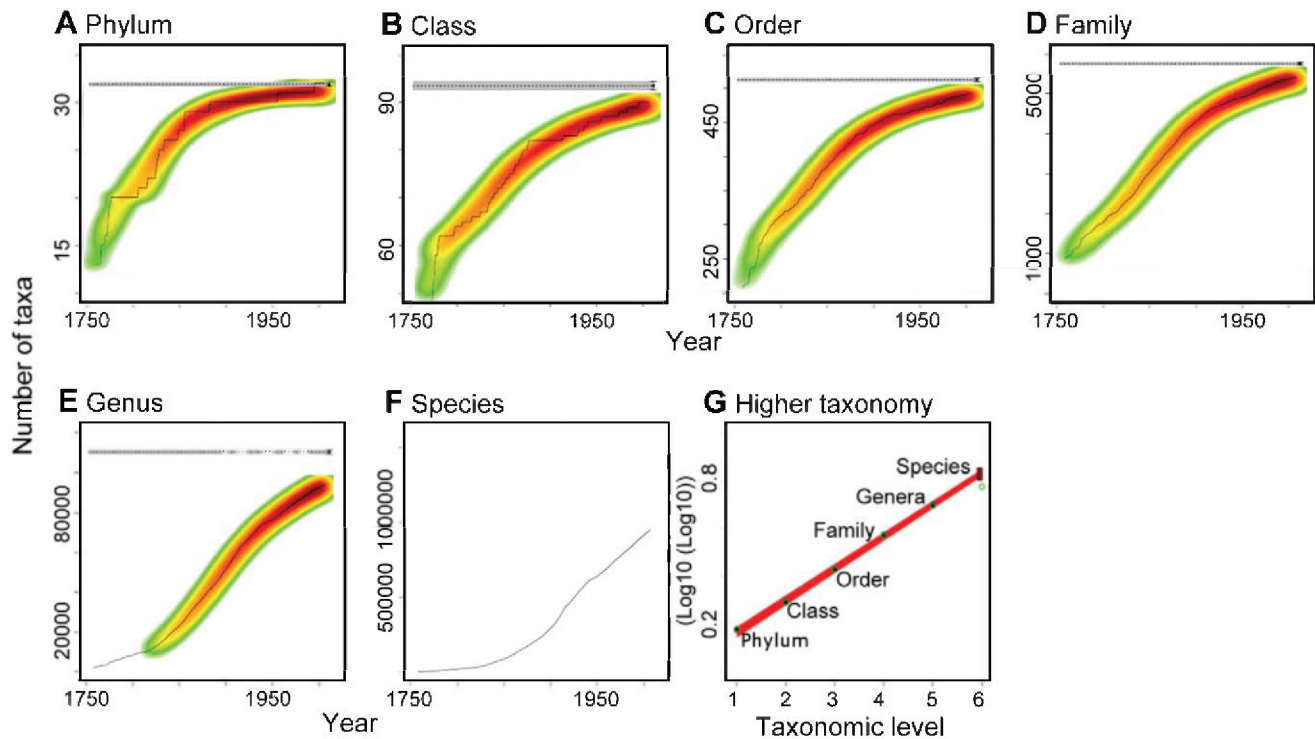 A Phylum
B Class
C Order
D Family
30
15
1750
1950
90
60
1750
1950
450
250
1750
1950
5000
1000
1750
1950
Number of taxa
Year
E Genus
F Species
G Higher taxonomy
80000
20000
1750
1950
Year
1000000
500000
1750
1950
(Log10 (Log10))
0.8
0.2
Species
Genera
Family
Order
Class
Phylum
1 2 3 4 5 6
Taxonomic level